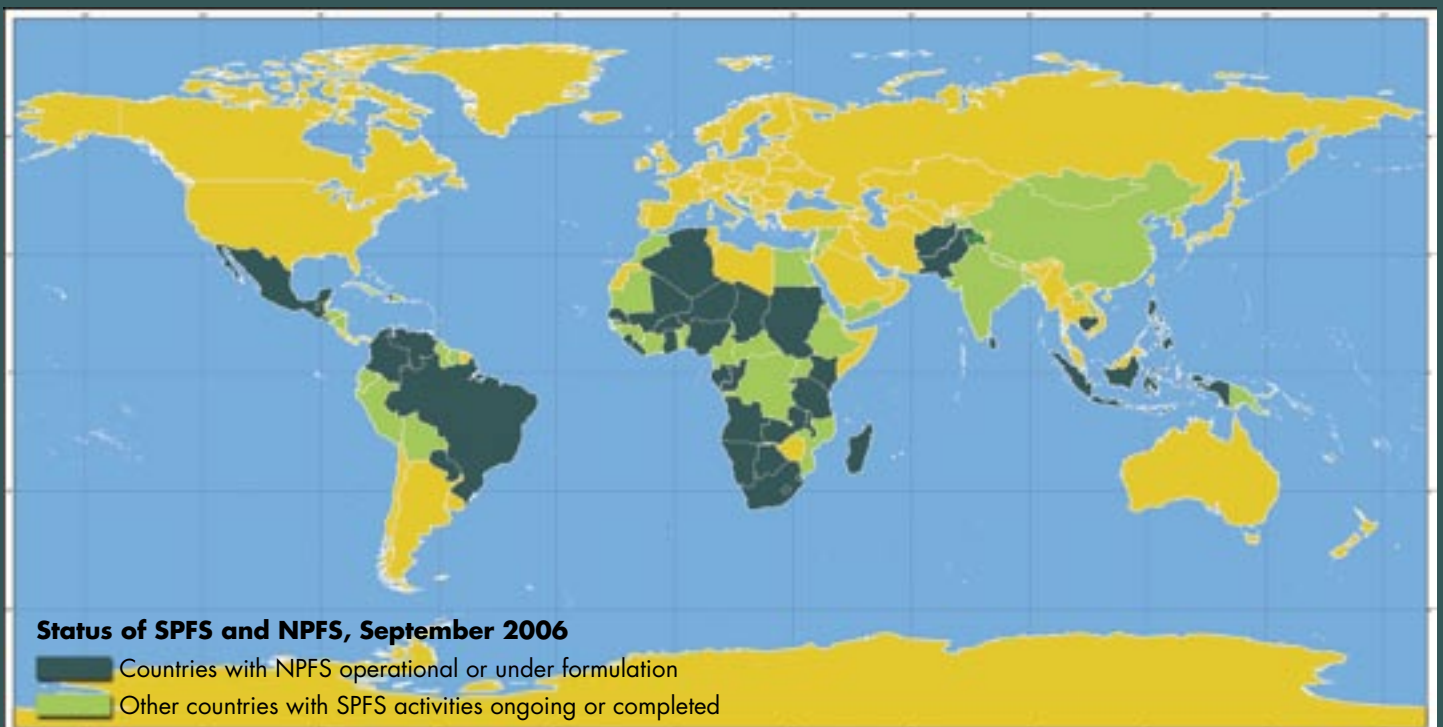 Status of SPFS and NPFS, September 2006
Countries with NPFS operational or under formulation
Other countries with SPFS activities ongoing or completed